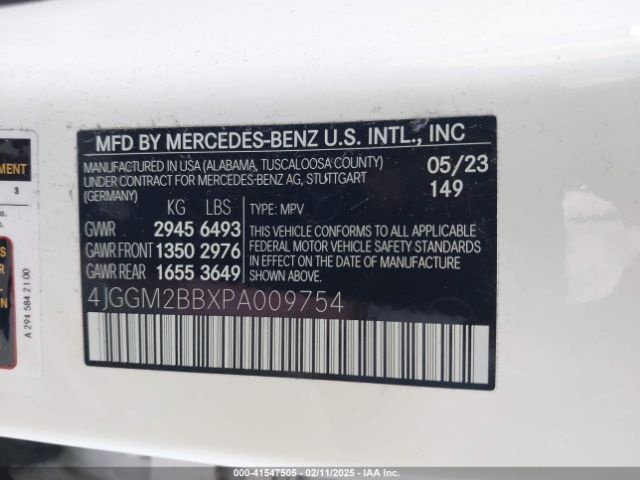 MFD BY MERCEDES-BENZ U.S. INTL., INC
MANUFACTURED IN USA (ALABAMA, TUSCALOOSA COUNTY)
UNDER CONTRACT FOR MERCEDES-BENZ AG, STUTTGART
(GERMANY)
05/23
149
KG LBS
GVWR 2945 6493
GAWR FRONT 1350 2976
GAWR REAR 1655 3649
TYPE: MPV
THIS VEHICLE CONFORMS TO ALL APPLICABLE
FEDERAL MOTOR VEHICLE SAFETY STANDARDS
IN EFFECT ON THE DATE OF MANUFACTURE
SHOWN ABOVE.
4JGGM2BBXPA009754
MENT
3
A 294 584 21 00
© 41547505 - 02/11/2025 - IAAI.COM